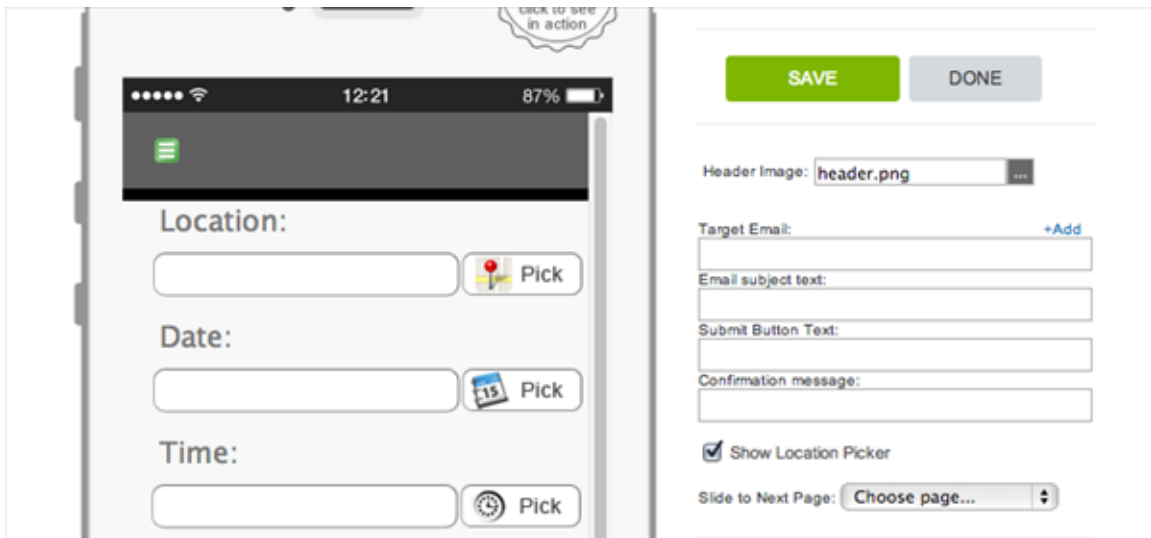 click to see
in action
12:21
87%
Location:
Pick
Date:
15
Pick
Time:
Pick
SAVE
DONE
Header Image: header.png ...
Target Email: +Add
Email subject text:
Submit Button Text:
Confirmation message:
Show Location Picker
Slide to Next Page: Choose page...